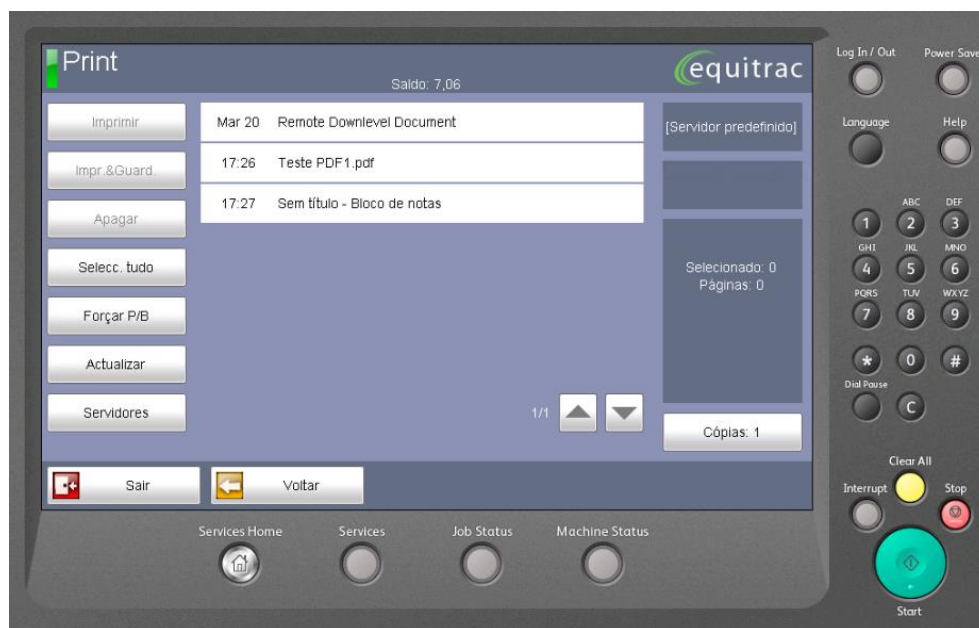 Print
Saldo: 7,06
equitrac
Imprimir
Impr.&Guard.
Apagar
Selecc. tudo
Forçar P/B
Actualizar
Servidores
Mar 20 Remote Downlevel Document
17:26 Teste PDF1.pdf
17:27 Sem título - Bloco de notas
1/1
[Servidor predefinido]
Selecionado: 0
Páginas: 0
Cópias: 1
Sair
Voltar
Services Home
Services
Job Status
Machine Status
Log In / Out
Power Save
Language
Help
ABC DEF
1 2 3
GHI JKL MNO
4 5 6
PQRS TUV WXYZ
7 8 9
* 0 #
Dial Pause
C
Clear All
Interrupt
Stop
Start